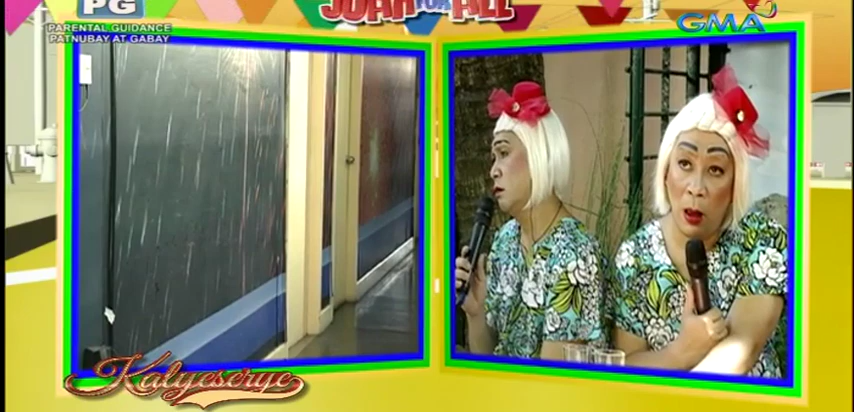 PG
PARENTAL GUIDANCE
PATNUBAY AT GABAY
JUAN FOR ALL
GMA
Kalyeserye